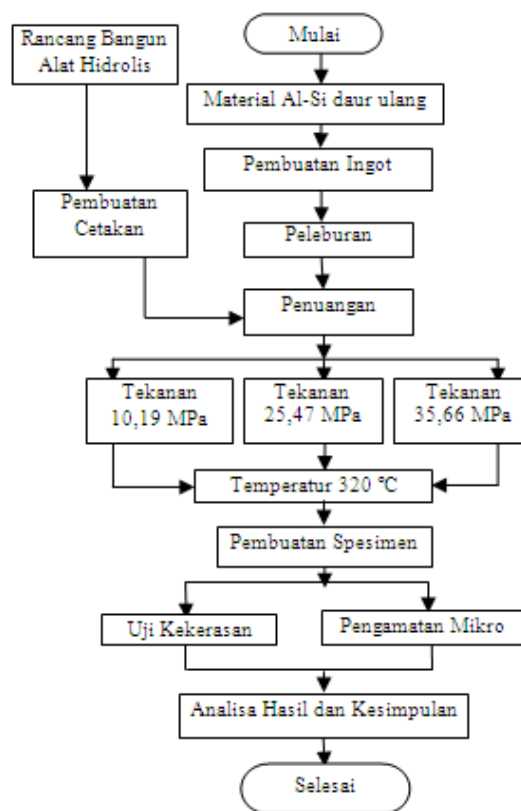 Rancang Bangun
Alat Hidrolis
Mulai
Material Al-Si daur ulang
Pembuatan Ingot
Pembuatan
Cetakan
Peleburan
Penuangan
Tekanan
10,19 MPa
Tekanan
25,47 MPa
Tekanan
35,66 MPa
Temperatur 320 ℃
Pembuatan Spesimen
Uji Kekerasan
Pengamatan Mikro
Analisa Hasil dan Kesimpulan
Selesai